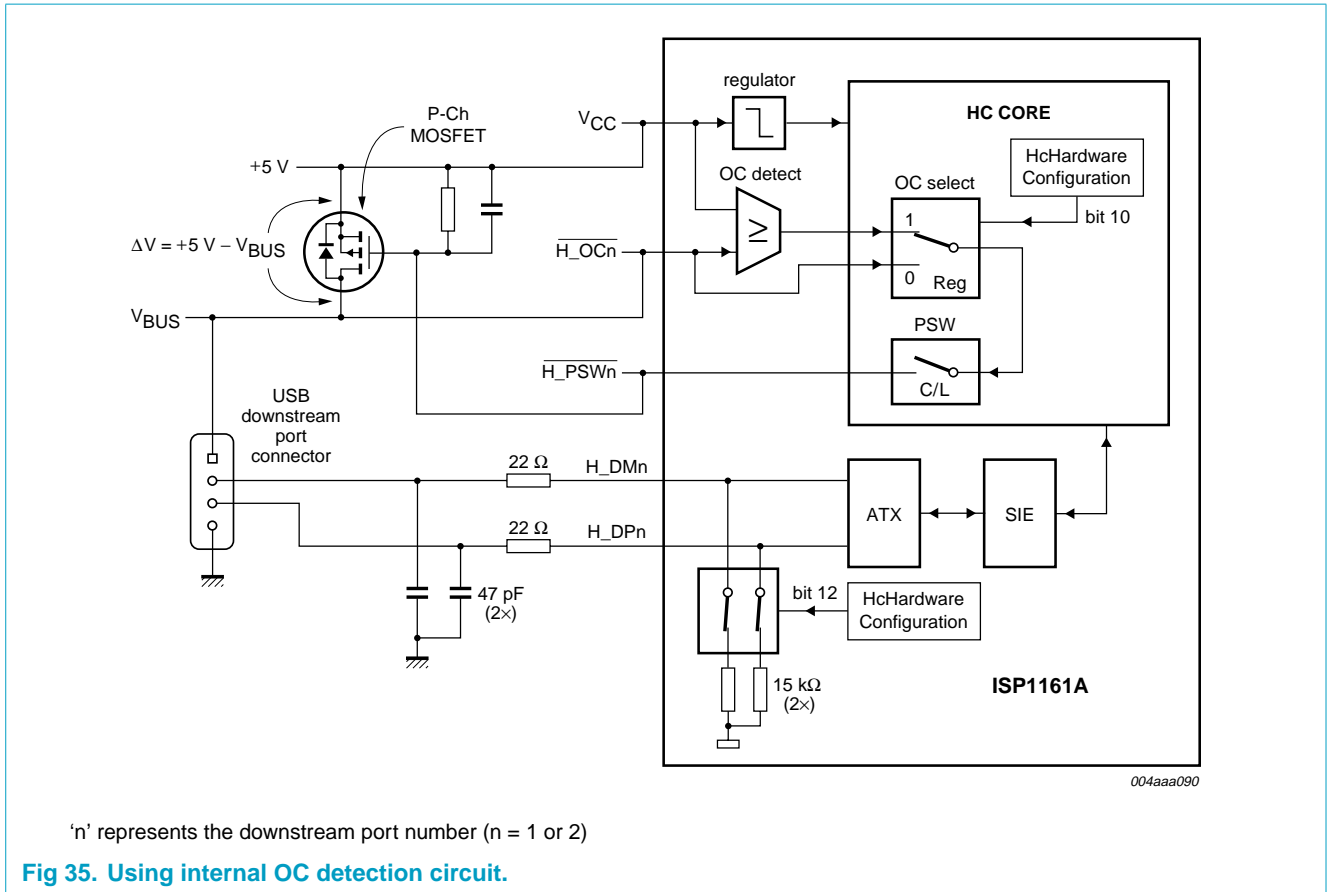 regulator
P-Ch
MOSFET
VCC
HC CORE
+5 V
OC detect
OC select
HcHardware
Configuration
bit 10
1
≥
ΔV = +5 V − VBUS
H_OCn
0
Reg
VBUS
PSW
H_PSWn
C/L
USB
downstream
port
connector
22 Ω
H_DMn
ATX
SIE
22 Ω
H_DPn
47 pF
(2×)
bit 12
HcHardware
Configuration
15 kΩ
(2×)
ISP1161A
004aaa090
‘n’ represents the downstream port number (n = 1 or 2)
Fig 35. Using internal OC detection circuit.